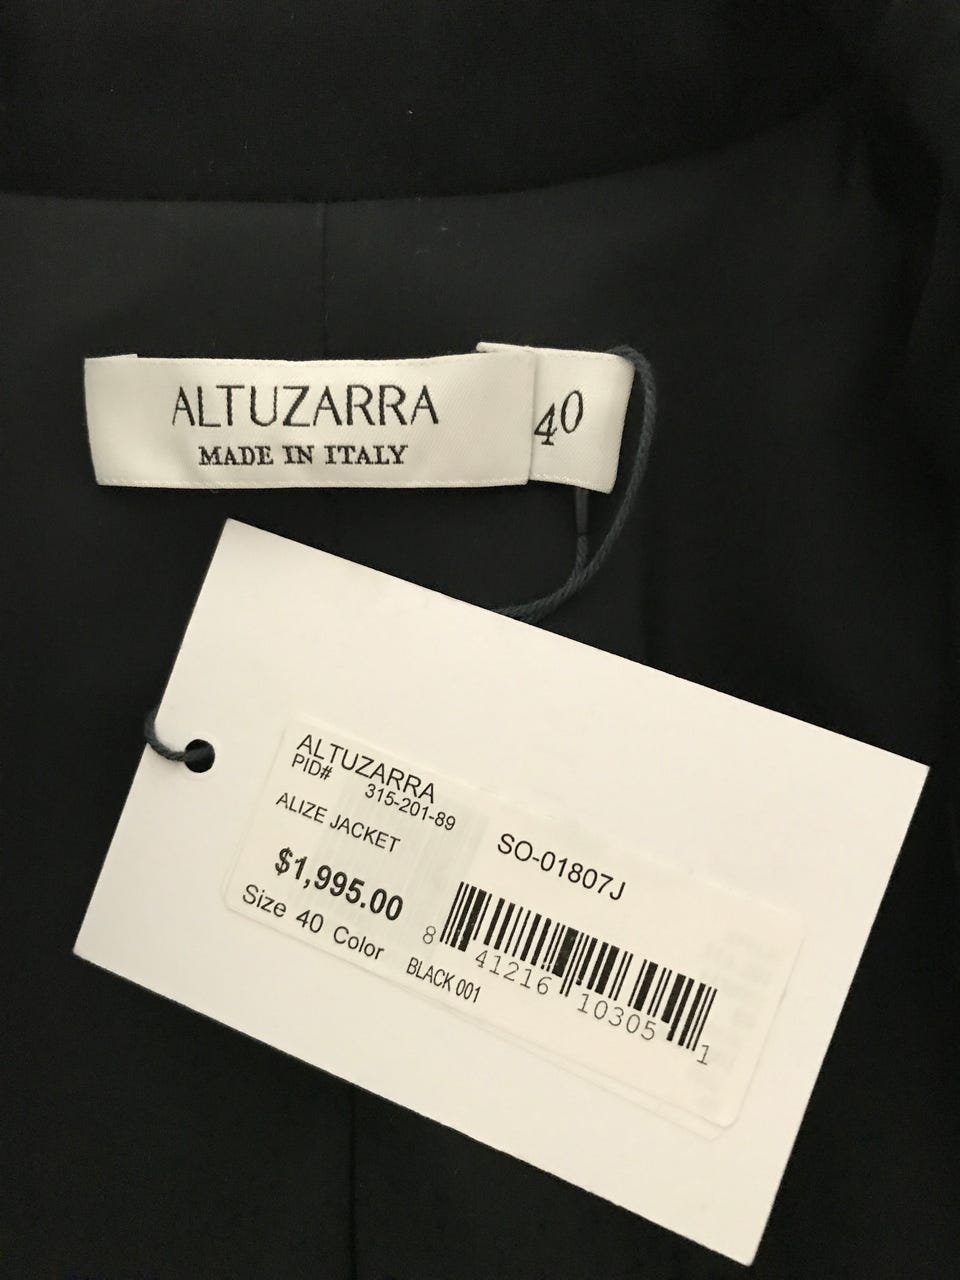 ALTUZARRA
MADE IN ITALY
40
ALTUZARRA
PID# 315-201-89
ALIZE JACKET
SO-01807J
$1,995.00
Size 40 Color BLACK 001
8 41216 10305 1